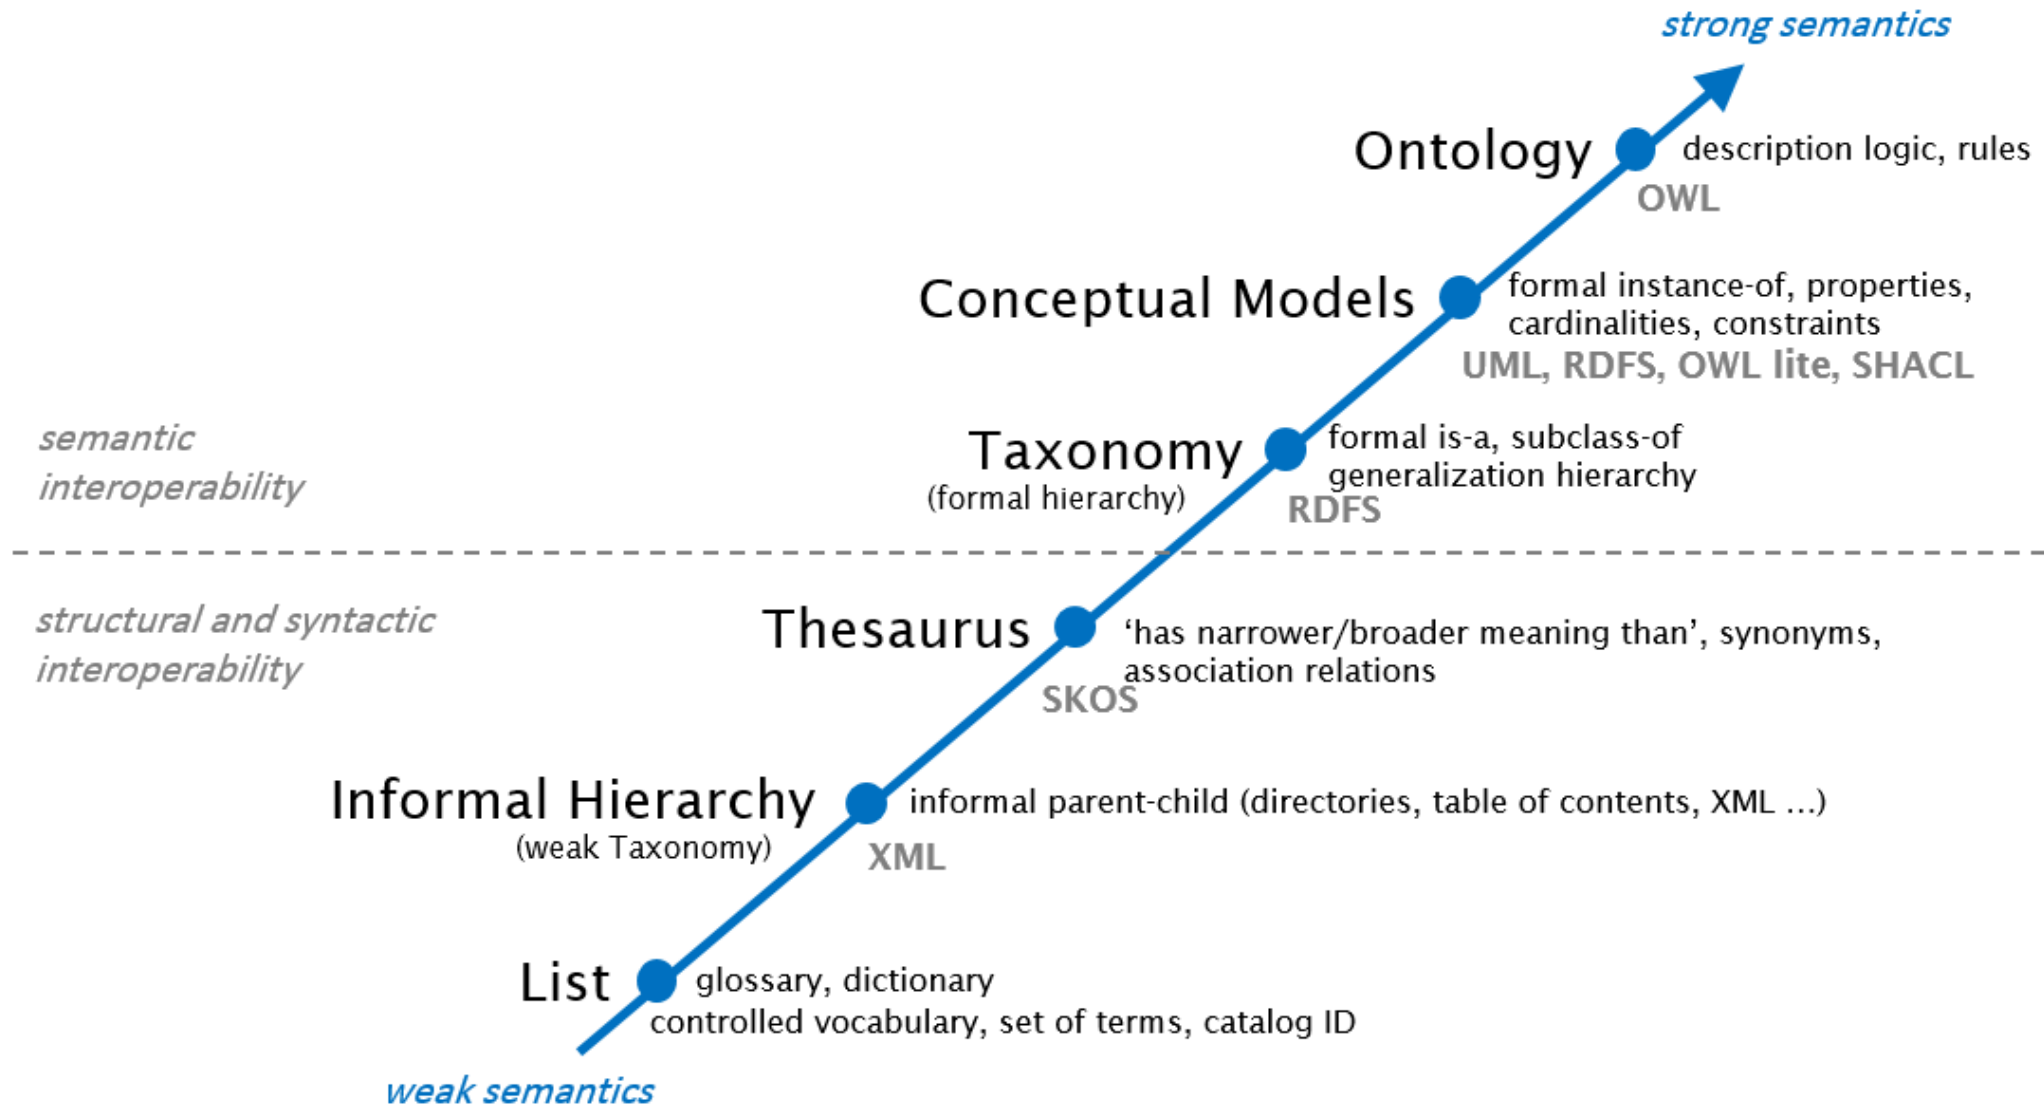 strong semantics
Ontology
description logic, rules
OWL
Conceptual Models
formal instance-of, properties,
cardinalities, constraints
UML, RDFS, OWL lite, SHACL
semantic
interoperability
Taxonomy
(formal hierarchy)
formal is-a, subclass-of
generalization hierarchy
RDFS
structural and syntactic
interoperability
Thesaurus
‘has narrower/broader meaning than’, synonyms,
association relations
SKOS
Informal Hierarchy
(weak Taxonomy)
informal parent-child (directories, table of contents, XML ...)
XML
List
glossary, dictionary
controlled vocabulary, set of terms, catalog ID
weak semantics